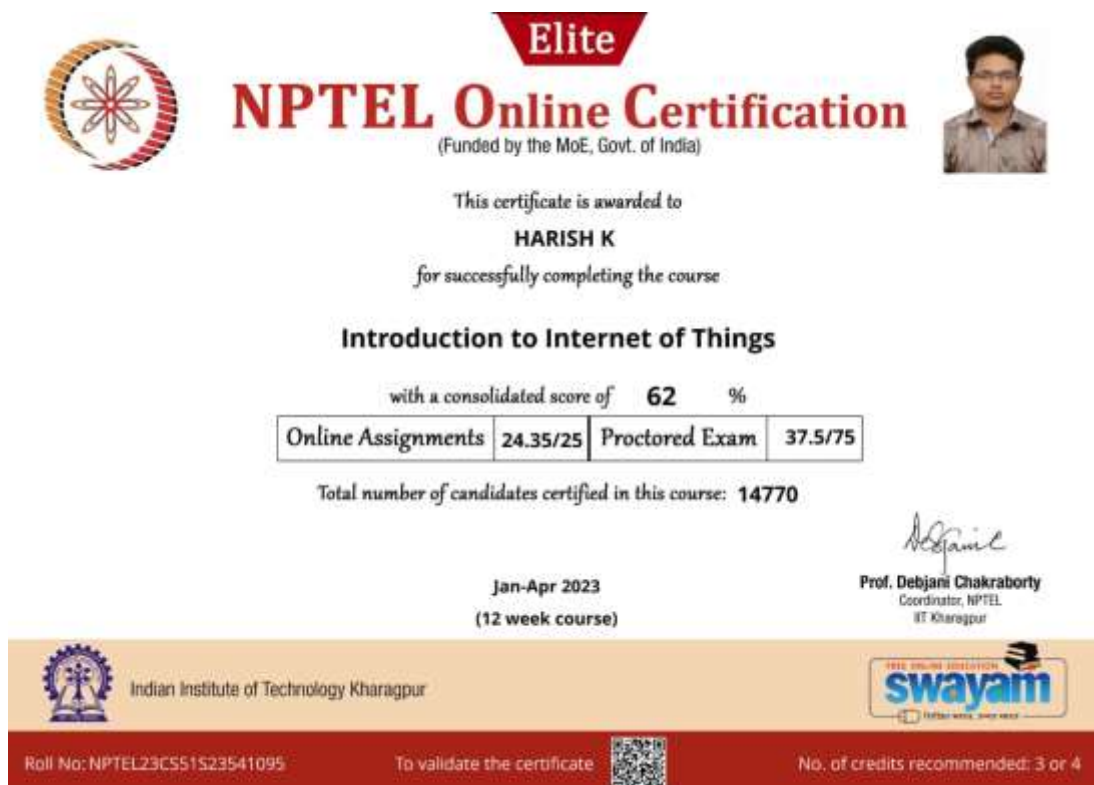 Elite
NPTEL Online Certification
(Funded by the MoE, Govt. of India)
This certificate is awarded to
HARISH K
for successfully completing the course
Introduction to Internet of Things
with a consolidated score of 62 %
Online Assignments 24.35/25 Proctored Exam 37.5/75
Total number of candidates certified in this course: 14770
Jan-Apr 2023
(12 week course)
Prof. Debjani Chakraborty
Coordinator, NPTEL
IIT Kharagpur
Indian Institute of Technology Kharagpur
FREE ONLINE EDUCATION
swayam
Roll No: NPTEL23CS51S23541095
To validate the certificate
No. of credits recommended: 3 or 4